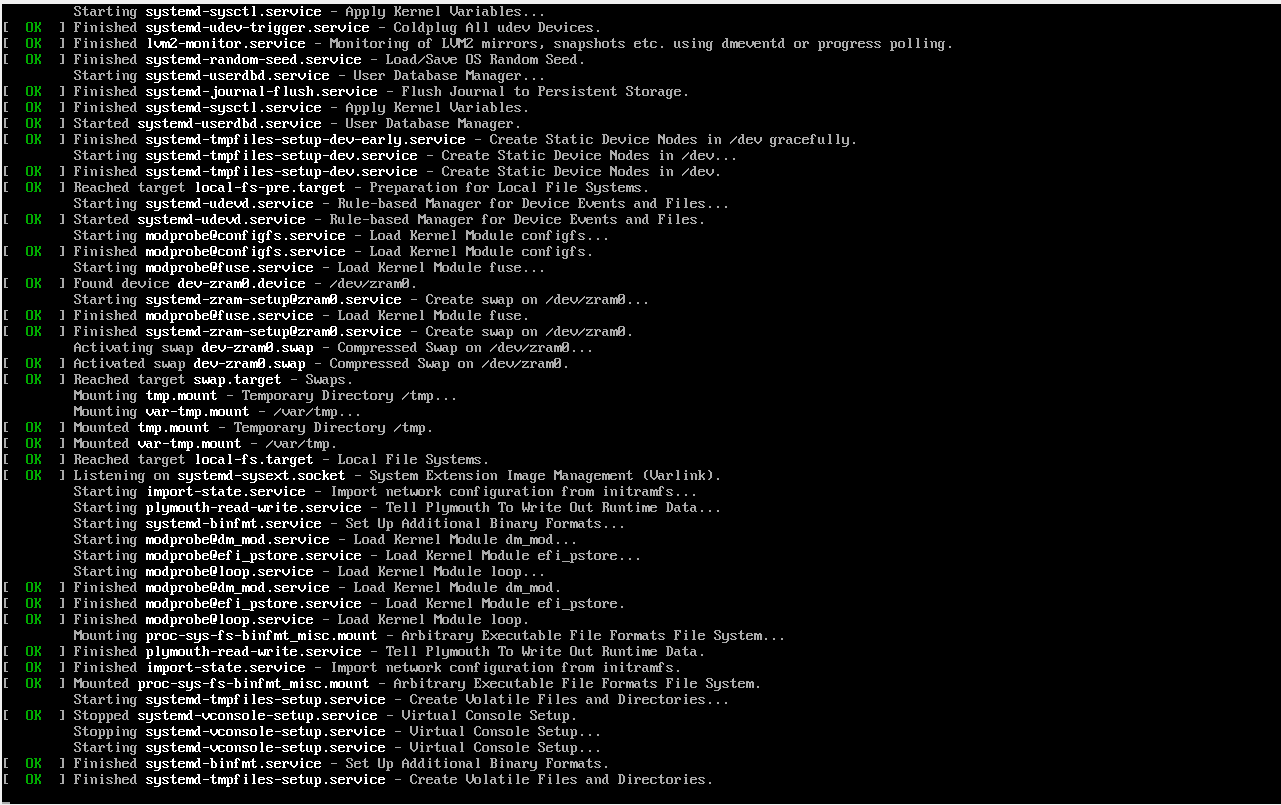 Starting systemd-sysctl.service - Apply Kernel Variables...
[  OK  ] Finished systemd-udev-trigger.service - Coldplug All udev Devices.
[  OK  ] Finished lvm2-monitor.service - Monitoring of LVM2 mirrors, snapshots etc. using dmeventd or progress polling.
[  OK  ] Finished systemd-random-seed.service - Load/Save OS Random Seed.
         Starting systemd-userdbd.service - User Database Manager...
[  OK  ] Finished systemd-journal-flush.service - Flush Journal to Persistent Storage.
[  OK  ] Finished systemd-sysctl.service - Apply Kernel Variables.
[  OK  ] Started systemd-userdbd.service - User Database Manager.
[  OK  ] Finished systemd-tmpfiles-setup-dev-early.service - Create Static Device Nodes in /dev gracefully.
         Starting systemd-tmpfiles-setup-dev.service - Create Static Device Nodes in /dev...
[  OK  ] Finished systemd-tmpfiles-setup-dev.service - Create Static Device Nodes in /dev.
[  OK  ] Reached target local-fs-pre.target - Preparation for Local File Systems.
         Starting systemd-udevd.service - Rule-based Manager for Device Events and Files...
[  OK  ] Started systemd-udevd.service - Rule-based Manager for Device Events and Files.
         Starting modprobe@configfs.service - Load Kernel Module configfs...
[  OK  ] Finished modprobe@configfs.service - Load Kernel Module configfs.
         Starting modprobe@fuse.service - Load Kernel Module fuse...
[  OK  ] Found device dev-zram0.device - /dev/zram0.
         Starting systemd-zram-setup@zram0.service - Create swap on /dev/zram0...
[  OK  ] Finished modprobe@fuse.service - Load Kernel Module fuse.
[  OK  ] Finished systemd-zram-setup@zram0.service - Create swap on /dev/zram0.
         Activating swap dev-zram0.swap - Compressed Swap on /dev/zram0...
[  OK  ] Activated swap dev-zram0.swap - Compressed Swap on /dev/zram0.
[  OK  ] Reached target swap.target - Swaps.
         Mounting tmp.mount - Temporary Directory /tmp...
         Mounting var-tmp.mount - /var/tmp...
[  OK  ] Mounted tmp.mount - Temporary Directory /tmp.
[  OK  ] Mounted var-tmp.mount - /var/tmp.
[  OK  ] Reached target local-fs.target - Local File Systems.
[  OK  ] Listening on systemd-sysext.socket - System Extension Image Management (Varlink).
         Starting import-state.service - Import network configuration from initramfs...
         Starting plymouth-read-write.service - Tell Plymouth To Write Out Runtime Data...
         Starting systemd-binfmt.service - Set Up Additional Binary Formats...
         Starting modprobe@dm_mod.service - Load Kernel Module dm_mod...
         Starting modprobe@efi_pstore.service - Load Kernel Module efi_pstore...
         Starting modprobe@loop.service - Load Kernel Module loop...
[  OK  ] Finished modprobe@dm_mod.service - Load Kernel Module dm_mod.
[  OK  ] Finished modprobe@efi_pstore.service - Load Kernel Module efi_pstore.
[  OK  ] Finished modprobe@loop.service - Load Kernel Module loop.
         Mounting proc-sys-fs-binfmt_misc.mount - Arbitrary Executable File Formats File System...
[  OK  ] Finished plymouth-read-write.service - Tell Plymouth To Write Out Runtime Data.
[  OK  ] Finished import-state.service - Import network configuration from initramfs.
[  OK  ] Mounted proc-sys-fs-binfmt_misc.mount - Arbitrary Executable File Formats File System.
         Starting systemd-tmpfiles-setup.service - Create Volatile Files and Directories...
[  OK  ] Stopped systemd-vconsole-setup.service - Virtual Console Setup.
         Stopping systemd-vconsole-setup.service - Virtual Console Setup...
         Starting systemd-vconsole-setup.service - Virtual Console Setup...
[  OK  ] Finished systemd-binfmt.service - Set Up Additional Binary Formats.
[  OK  ] Finished systemd-tmpfiles-setup.service - Create Volatile Files and Directories.